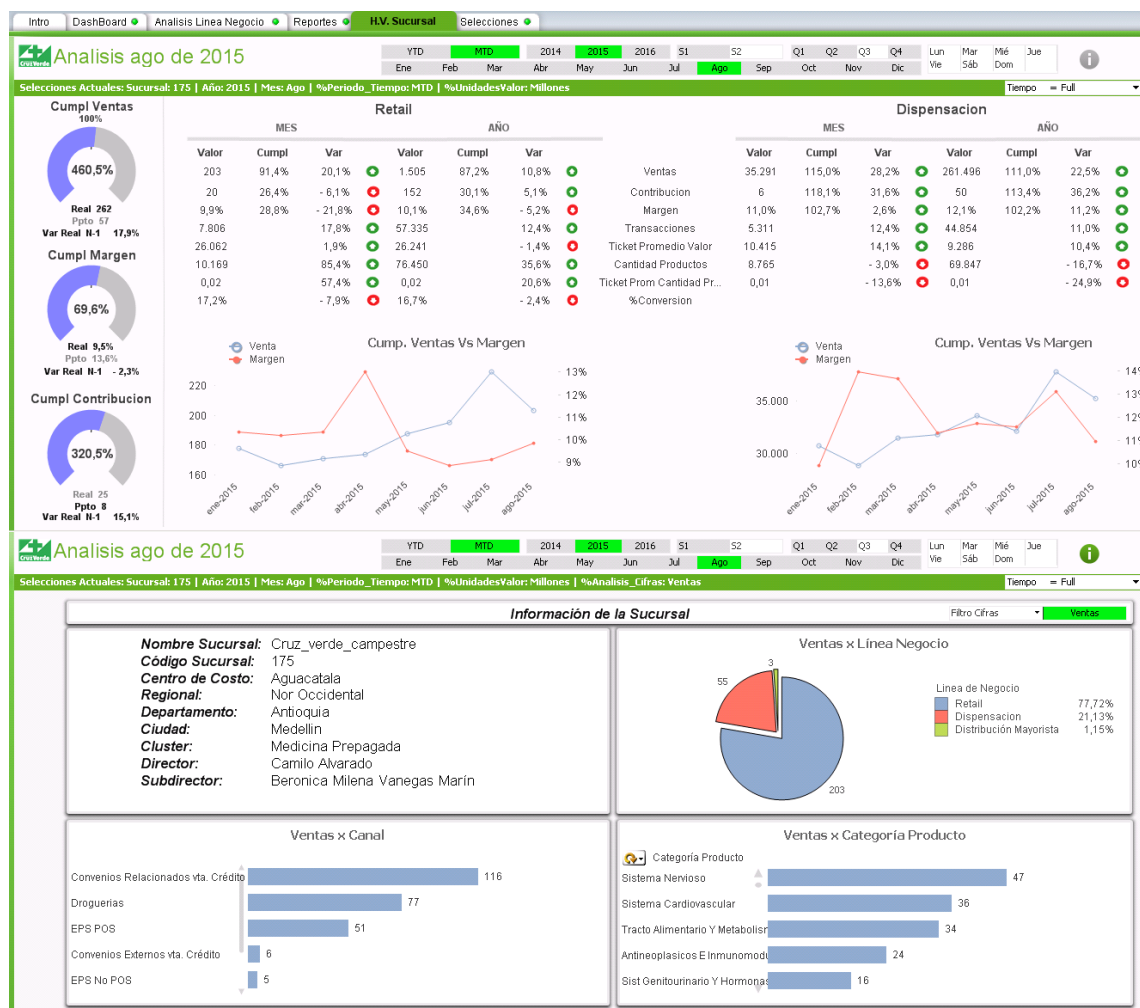 Intro DashBoard Analisis Linea Negocio Reportes H.V. Sucursal Selecciones
CruzVerde Analisis ago de 2015
YTD MTD 2014 2015 2016 S1 S2 Q1 Q2 Q3 Q4 Lun Mar Mié Jue
Ene Feb Mar Abr May Jun Jul Ago Sep Oct Nov Dic Vie Sáb Dom
Selecciones Actuales: Sucursal: 175 | Año: 2015 | Mes: Ago | %Periodo_Tiempo: MTD | %UnidadesValor: Millones Tiempo = Full
Cumpl Ventas
100%
460,5%
Real 262
Ppto 57
Var Real N-1 17,9%
Cumpl Margen
69,6%
Real 9,5%
Ppto 13,6%
Var Real N-1 - 2,3%
Cumpl Contribucion
320,5%
Real 25
Ppto 8
Var Real N-1 15,1%
Retail Dispensacion
MES AÑO MES AÑO
Valor Cumpl Var Valor Cumpl Var Valor Cumpl Var Valor Cumpl Var
203 91,4% 20,1% 1.505 87,2% 10,8% Ventas 35.291 115,0% 28,2% 261.496 111,0% 22,5%
20 26,4% - 6,1% 152 30,1% 5,1% Contribucion 6 118,1% 31,6% 50 113,4% 36,2%
9,9% 28,8% - 21,8% 10,1% 34,6% - 5,2% Margen 11,0% 102,7% 2,6% 12,1% 102,2% 11,2%
7.806 17,8% 57.335 12,4% Transacciones 5.311 12,4% 44.854 11,0%
26.062 1,9% 26.241 - 1,4% Ticket Promedio Valor 10.415 14,1% 9.286 10,4%
10.169 85,4% 76.450 35,6% Cantidad Productos 8.765 - 3,0% 69.847 - 16,7%
0,02 57,4% 0,02 20,6% Ticket Prom Cantidad Pr... 0,01 - 13,6% 0,01 - 24,9%
17,2% - 7,9% 16,7% - 2,4% %Conversion
Cump. Ventas Vs Margen
Venta
Margen
220
200
180
160
13%
12%
11%
10%
9%
ene-2015 feb-2015 mar-2015 abr-2015 may-2015 jun-2015 jul-2015 ago-2015
Cump. Ventas Vs Margen
Venta
Margen
35.000
30.000
14%
13%
12%
11%
10%
ene-2015 feb-2015 mar-2015 abr-2015 may-2015 jun-2015 jul-2015 ago-2015
CruzVerde Analisis ago de 2015
YTD MTD 2014 2015 2016 S1 S2 Q1 Q2 Q3 Q4 Lun Mar Mié Jue
Ene Feb Mar Abr May Jun Jul Ago Sep Oct Nov Dic Vie Sáb Dom
Selecciones Actuales: Sucursal: 175 | Año: 2015 | Mes: Ago | %Periodo_Tiempo: MTD | %UnidadesValor: Millones | %Analisis_Cifras: Ventas Tiempo = Full
Información de la Sucursal Filtro Cifras Ventas
Nombre Sucursal: Cruz_verde_campestre
Código Sucursal: 175
Centro de Costo: Aguacatala
Regional: Nor Occidental
Departamento: Antioquia
Ciudad: Medellin
Cluster: Medicina Prepagada
Director: Camilo Alvarado
Subdirector: Beronica Milena Vanegas Marín
Ventas x Línea Negocio
3
55
203
Linea de Negocio
Retail 77,72%
Dispensacion 21,13%
Distribución Mayorista 1,15%
Ventas x Canal
Convenios Relacionados vta. Crédito 116
Droguerias 77
EPS POS 51
Convenios Externos vta. Crédito 6
EPS No POS 5
Ventas x Categoría Producto
Categoría Producto
Sistema Nervioso 47
Sistema Cardiovascular 36
Tracto Alimentario Y Metabolisr 34
Antineoplasicos E Inmunomodu 24
Sist Genitourinario Y Hormonas 16